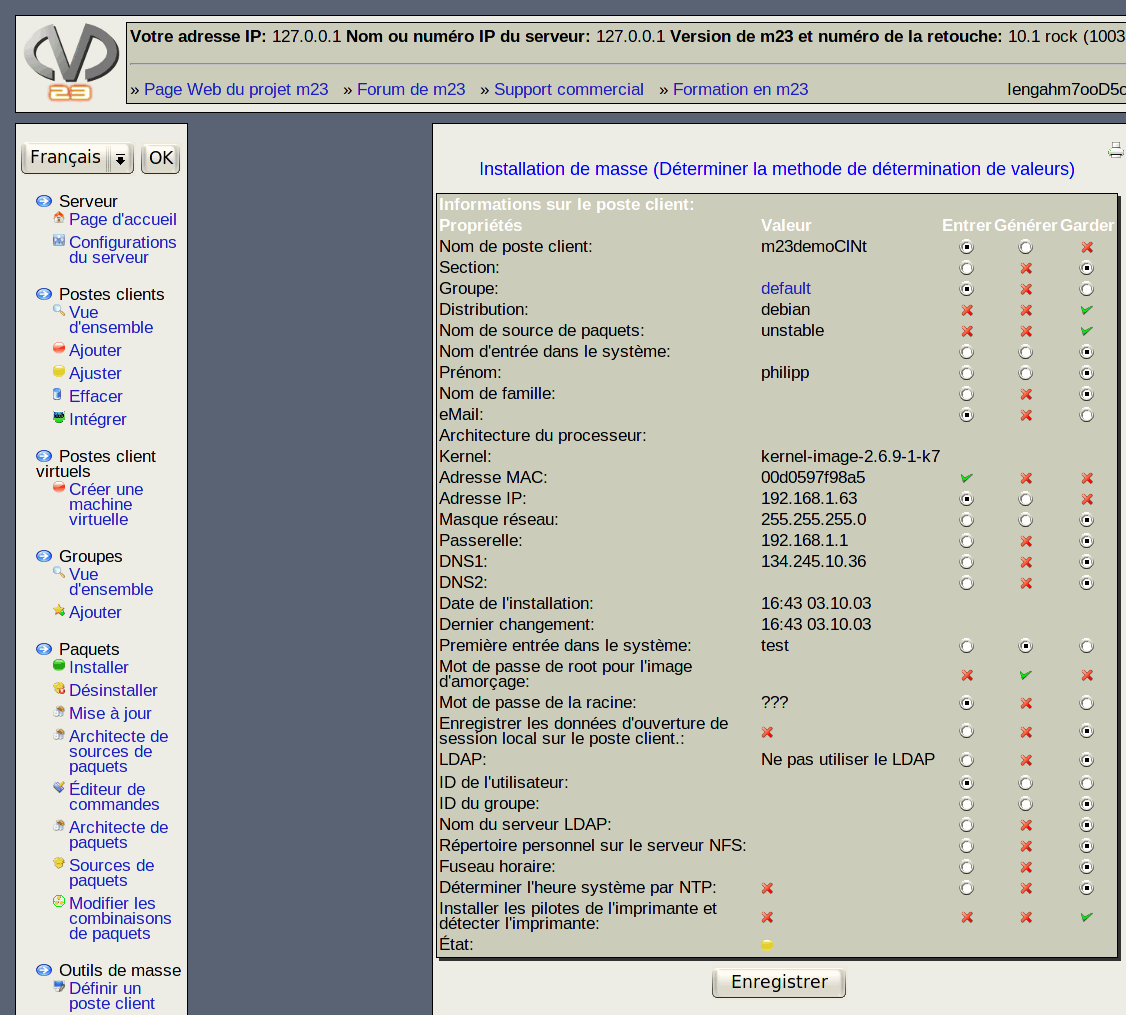 Votre adresse IP: 127.0.0.1 Nom ou numéro IP du serveur: 127.0.0.1 Version de m23 et numéro de la retouche: 10.1 rock (1003
» Page Web du projet m23 » Forum de m23 » Support commercial » Formation en m23
23
Français OK
Serveur
Page d'accueil
Configurations
du serveur
Postes clients
Vue
d'ensemble
Ajouter
Ajuster
Effacer
Intégrer
Postes client
virtuels
Créer une
machine
virtuelle
Groupes
Vue
d'ensemble
Ajouter
Paquets
Installer
Désinstaller
Mise à jour
Architecte de
sources de
paquets
Éditeur de
commandes
Architecte de
paquets
Sources de
paquets
Modifier les
combinaisons
de paquets
Outils de masse
Définir un
poste client
Installation de masse (Déterminer la methode de détermination de valeurs)
Informations sur le poste client:
Propriétés Valeur Entrer Générer Garder
Nom de poste client: m23demoClNt
Section:
Groupe: default
Distribution: debian
Nom de source de paquets: unstable
Nom d'entrée dans le système:
Prénom: philipp
Nom de famille:
eMail:
Architecture du processeur:
Kernel: kernel-image-2.6.9-1-k7
Adresse MAC: 00d0597f98a5
Adresse IP: 192.168.1.63
Masque réseau: 255.255.255.0
Passerelle: 192.168.1.1
DNS1: 134.245.10.36
DNS2:
Date de l'installation: 16:43 03.10.03
Dernier changement: 16:43 03.10.03
Première entrée dans le système: test
Mot de passe de root pour l'image
d'amorçage:
Mot de passe de la racine: ???
Enregistrer les données d'ouverture de
session local sur le poste client.:
LDAP: Ne pas utiliser le LDAP
ID de l'utilisateur:
ID du groupe:
Nom du serveur LDAP:
Répertoire personnel sur le serveur NFS:
Fuseau horaire:
Déterminer l'heure système par NTP:
Installer les pilotes de l'imprimante et
détecter l'imprimante:
État:
Enregistrer